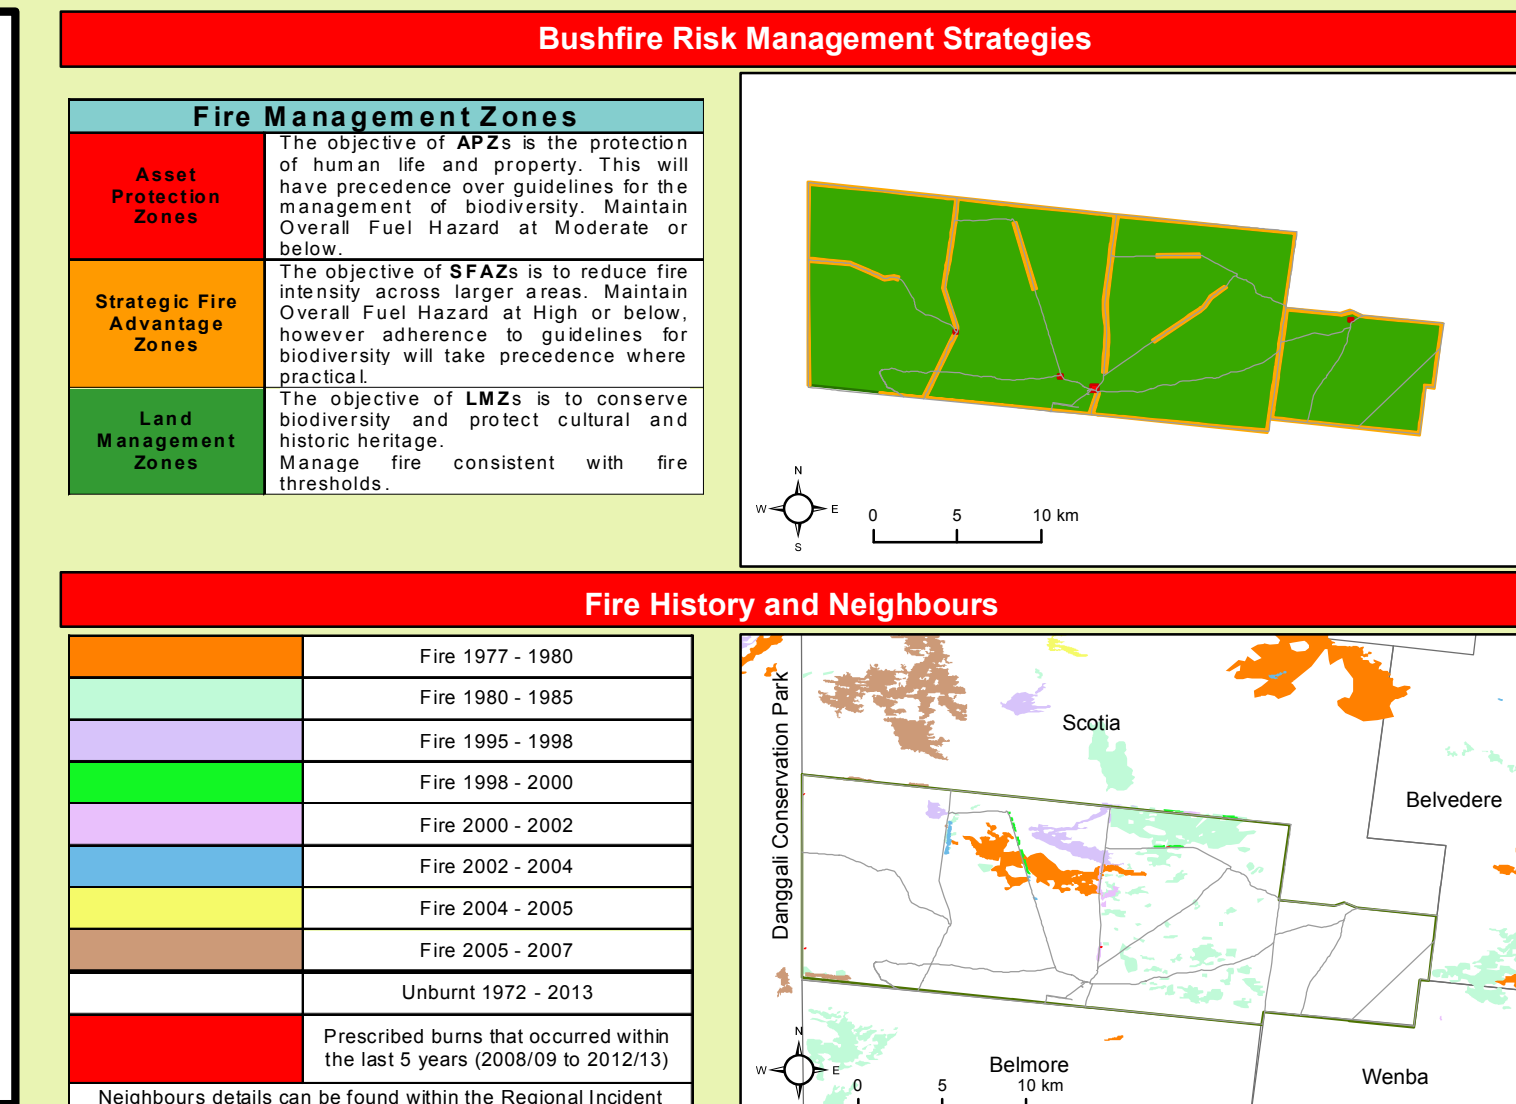 Bushfire Risk Management Strategies
Fire Management Zones
Asset
Protection
Zones
The objective of APZs is the protection
of human life and property. This will
have precedence over guidelines for the
management of biodiversity. Maintain
Overall Fuel Hazard at Moderate or
below.
Strategic Fire
Advantage
Zones
The objective of SFAZs is to reduce fire
intensity across larger areas. Maintain
Overall Fuel Hazard at High or below,
however adherence to guidelines for
biodiversity will take precedence where
practical.
Land
Management
Zones
The objective of LMZs is to conserve
biodiversity and protect cultural and
historic heritage.
Manage fire consistent with fire
thresholds.
N
W E
S
0 5 10 km
Fire History and Neighbours
Fire 1977 - 1980
Fire 1980 - 1985
Fire 1995 - 1998
Fire 1998 - 2000
Fire 2000 - 2002
Fire 2002 - 2004
Fire 2004 - 2005
Fire 2005 - 2007
Unburnt 1972 - 2013
Prescribed burns that occurred within
the last 5 years (2008/09 to 2012/13)
Neighbours details can be found within the Regional Incident
Danggali Conservation Park
Scotia
Belvedere
Belmore
Wenba
N
W E
0 5 10 km